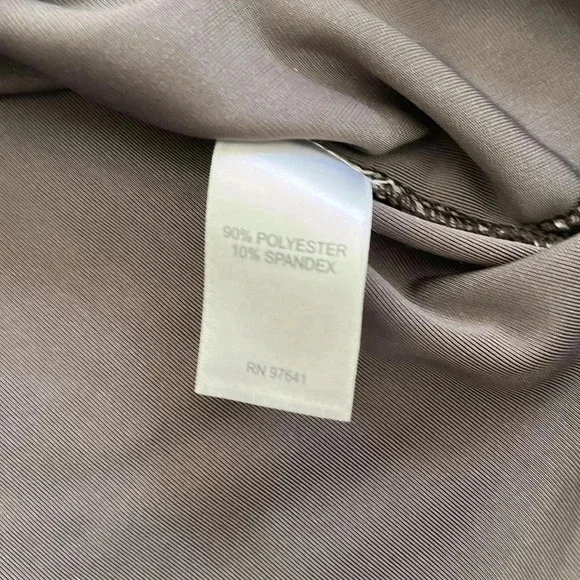 90% POLYESTER
10% SPANDEX
RN 97641